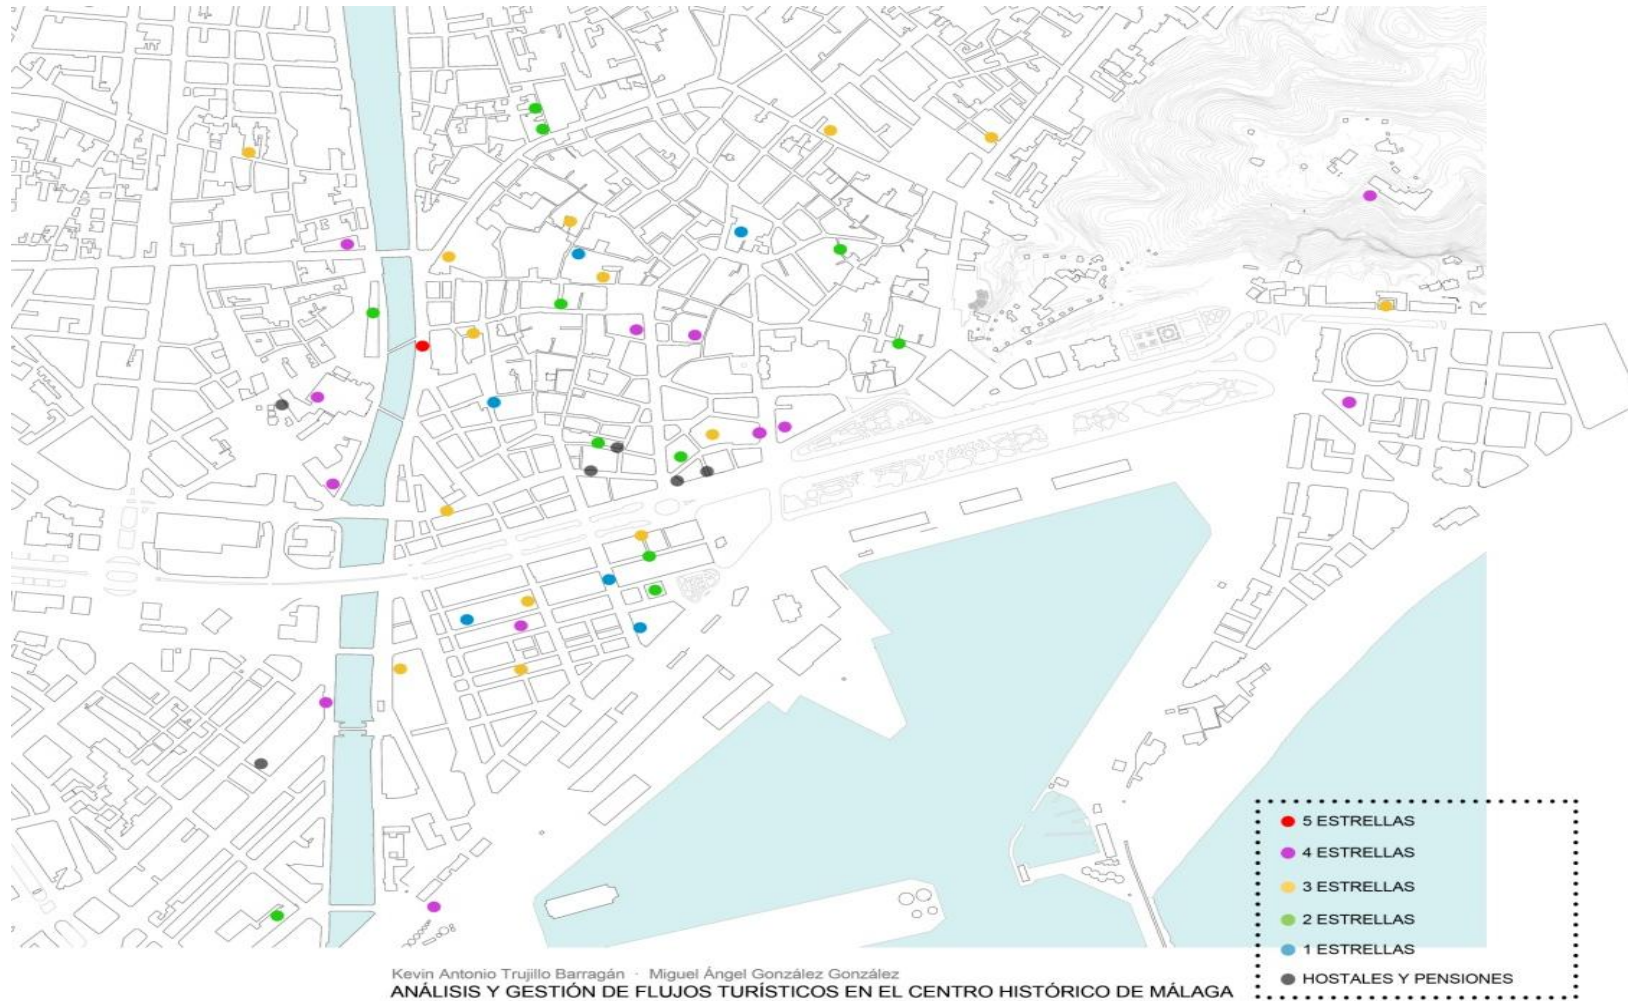 5 ESTRELLAS
4 ESTRELLAS
3 ESTRELLAS
2 ESTRELLAS
1 ESTRELLAS
HOSTALES Y PENSIONES
Kevin Antonio Trujillo Barragán · Miguel Ángel González González
ANÁLISIS Y GESTIÓN DE FLUJOS TURÍSTICOS EN EL CENTRO HISTÓRICO DE MÁLAGA